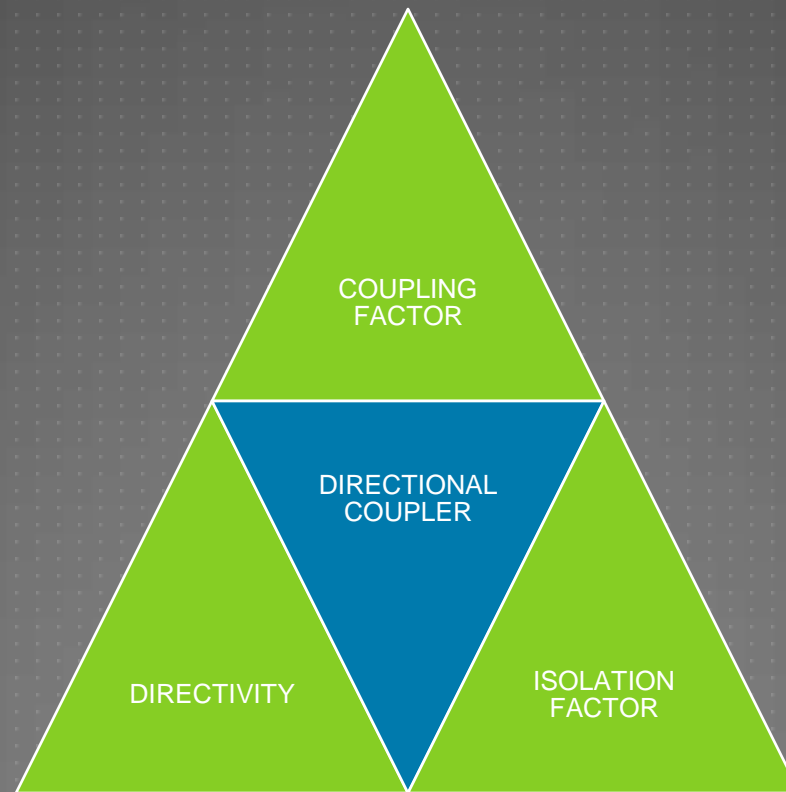 COUPLING
FACTOR
DIRECTIONAL
COUPLER
DIRECTIVITY
ISOLATION
FACTOR